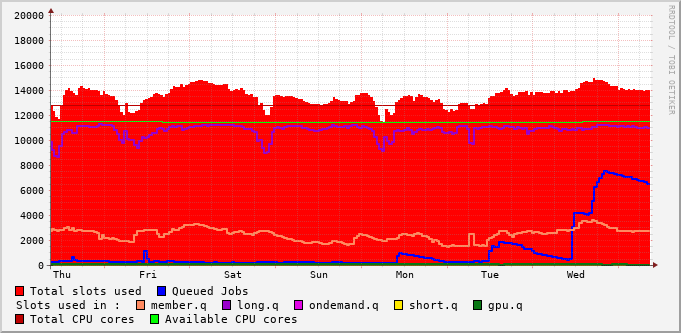 RRDTOOL / TOBI OETIKER
20000
18000
16000
14000
12000
10000
8000
6000
4000
2000
0
Thu Fri Sat Sun Mon Tue Wed
Total slots used Queued Jobs
Slots used in : member.q long.q ondemand.q short.q gpu.q
Total CPU cores Available CPU cores